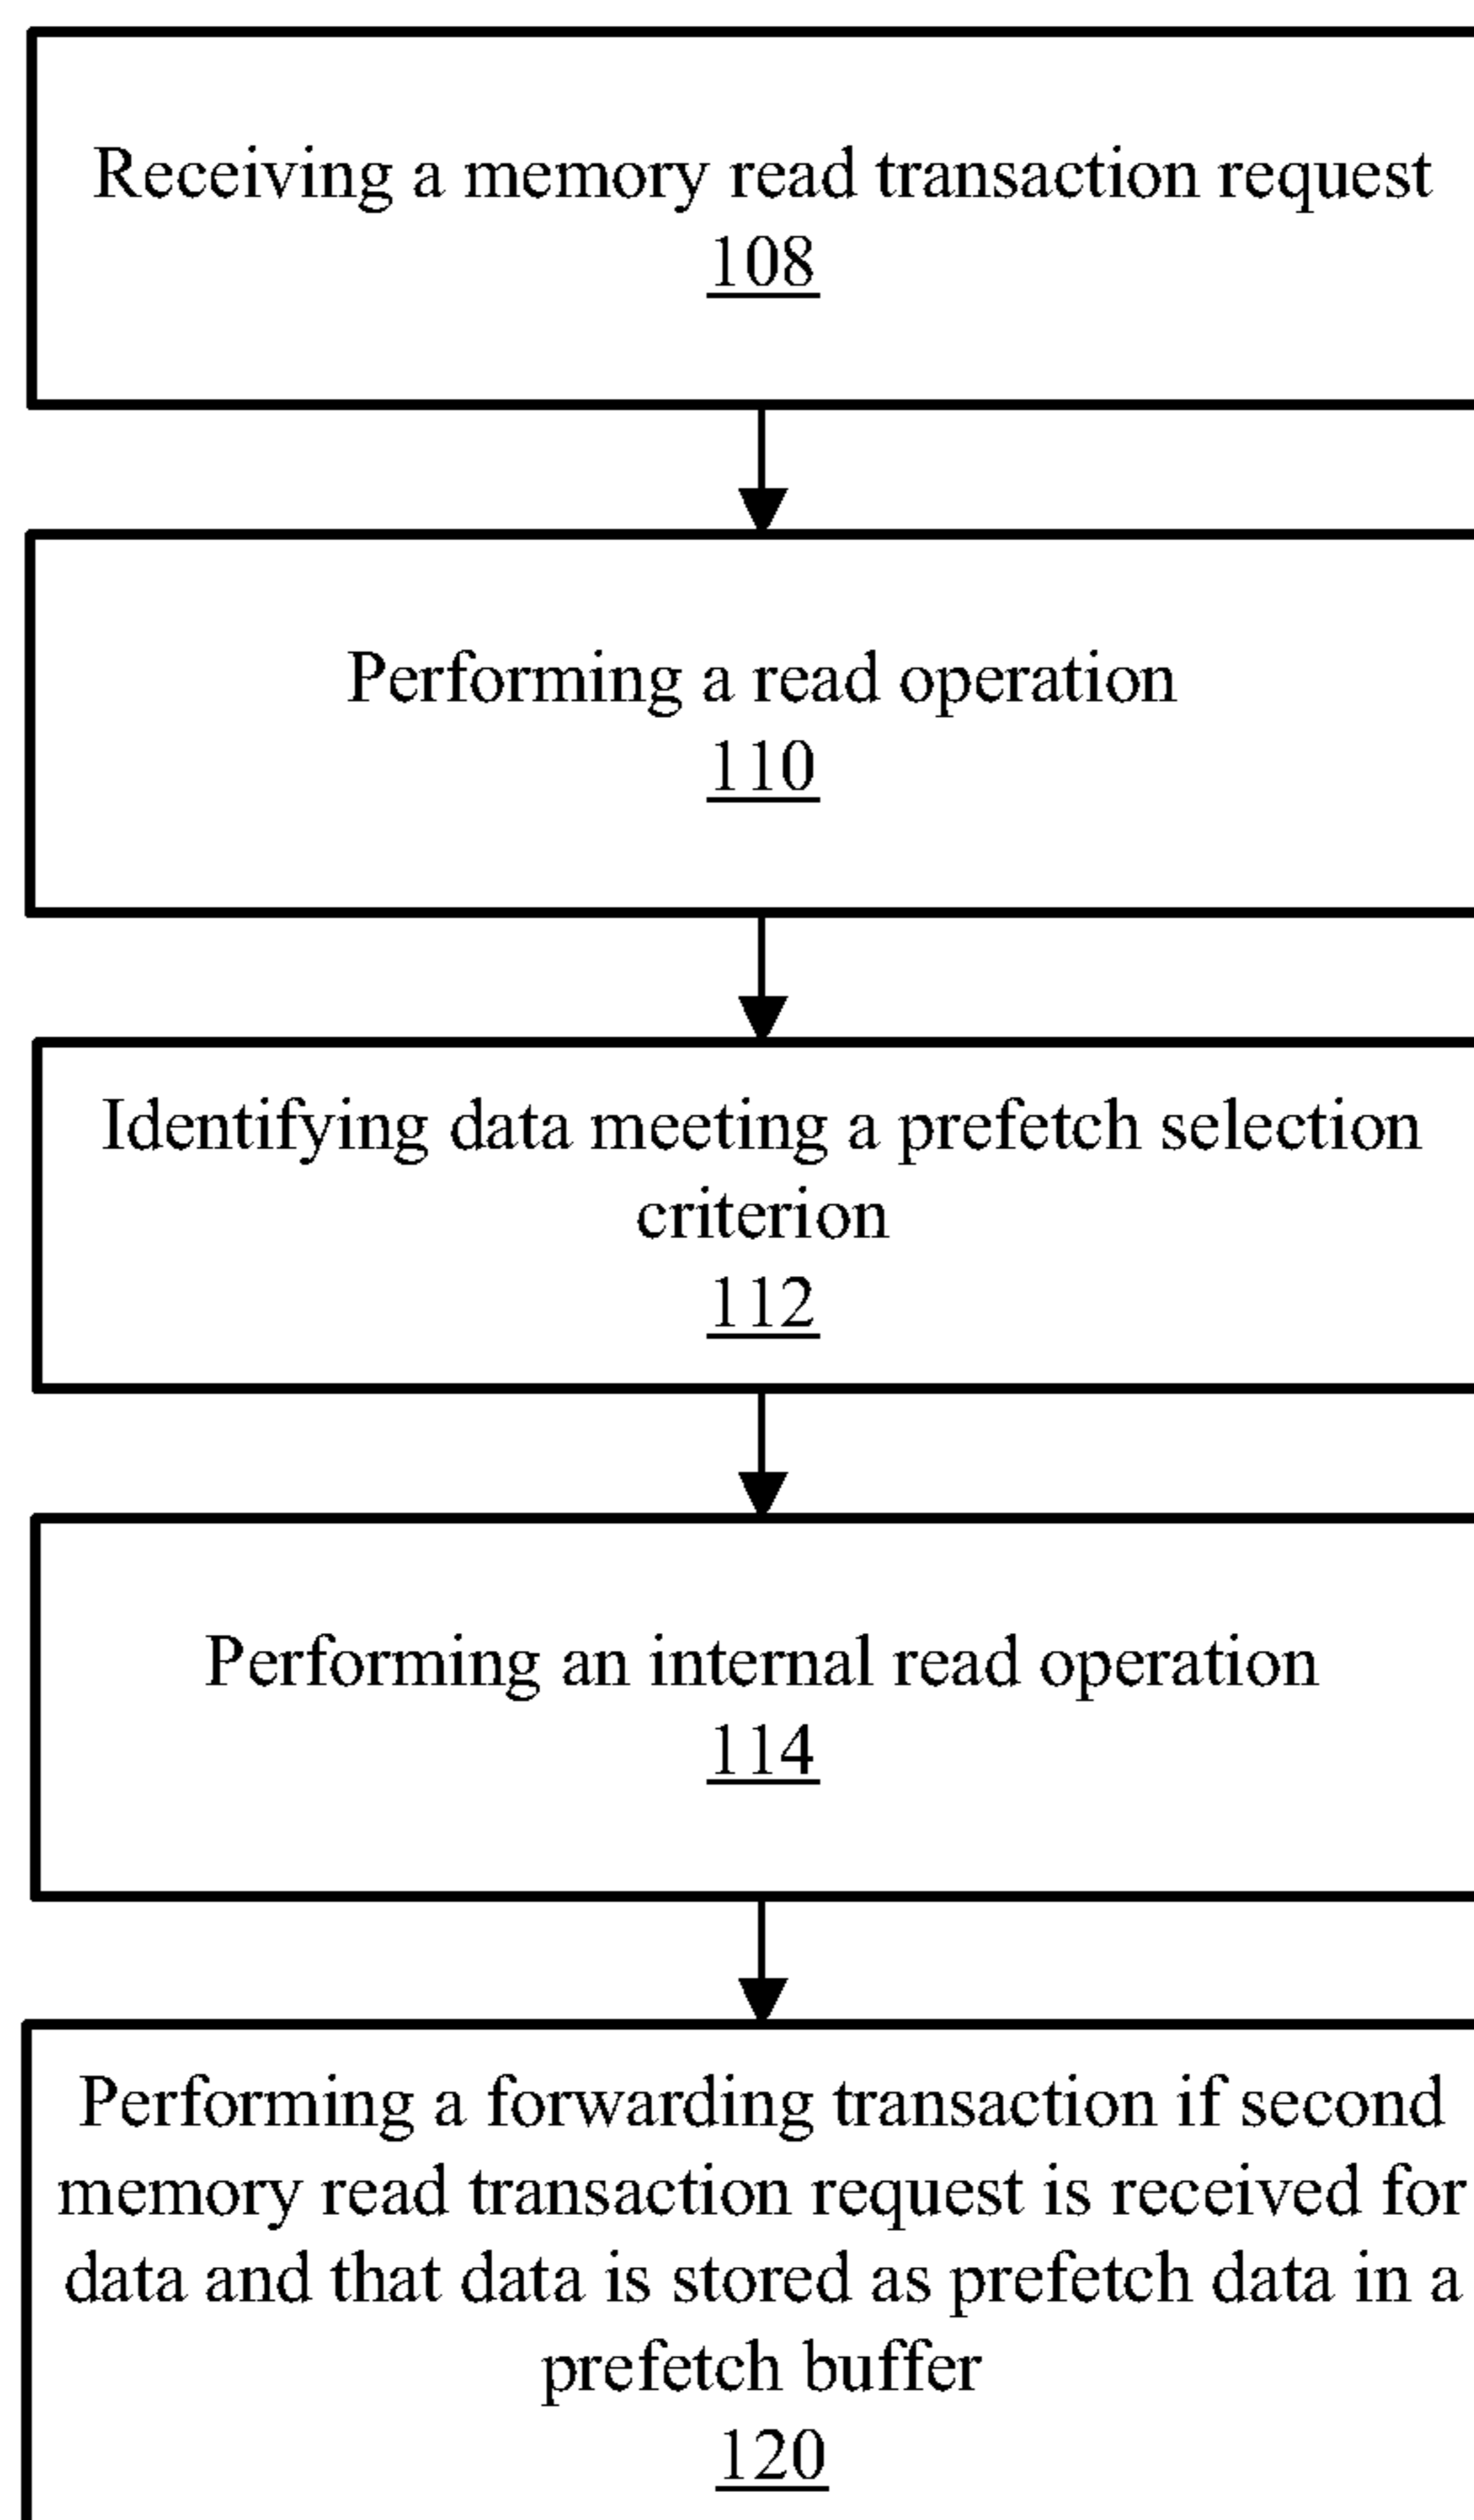 Receiving a memory read transaction request
108
Performing a read operation
110
Identifying data meeting a prefetch selection
criterion
112
Performing an internal read operation
114
Performing a forwarding transaction if second
memory read transaction request is received for
data and that data is stored as prefetch data in a
prefetch buffer
120